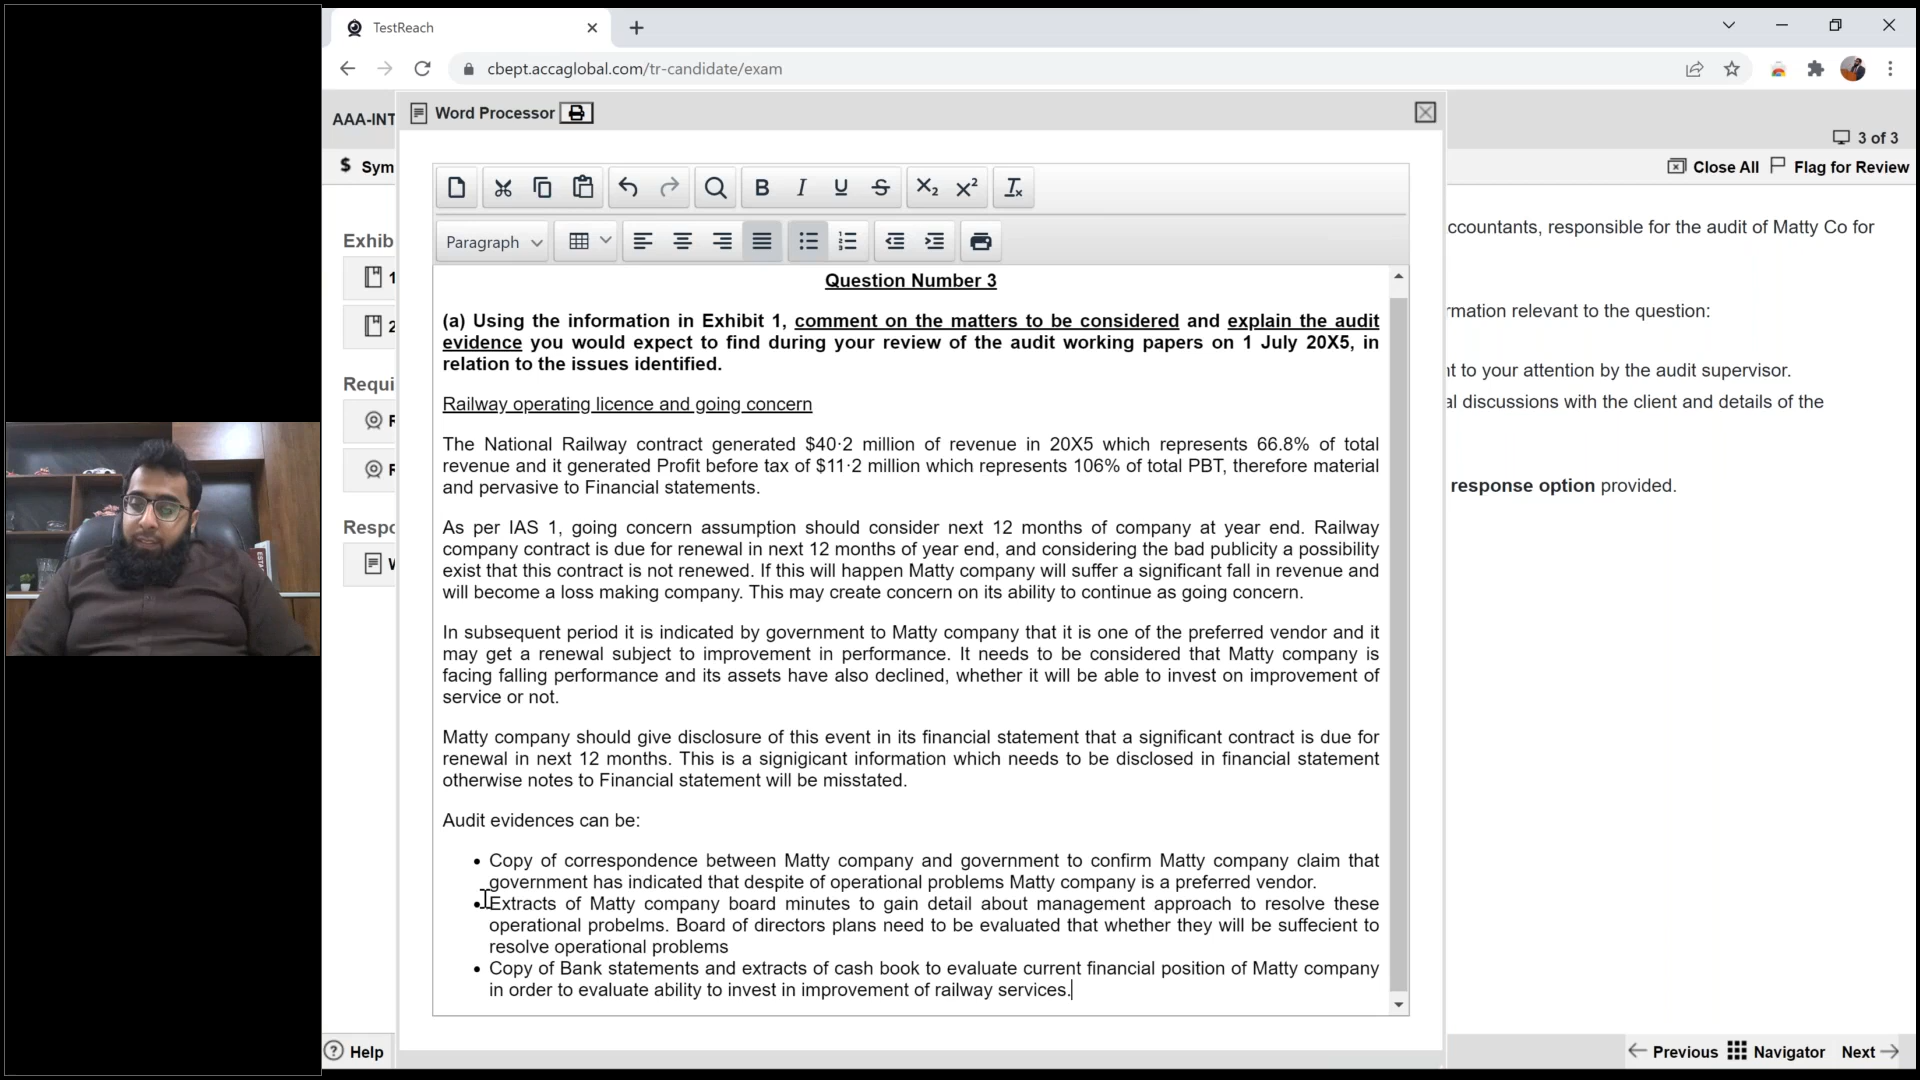 TestReach
cbept.accaglobal.com/tr-candidate/exam
AAA-INT
Word Processor
3 of 3
$ Sym
Close All
Flag for Review
Paragraph
Exhib
1
2
Requi
R
R
Respo
W
ccountants, responsible for the audit of Matty Co for
rmation relevant to the question:
nt to your attention by the audit supervisor.
al discussions with the client and details of the
response option provided.
Question Number 3
(a) Using the information in Exhibit 1, comment on the matters to be considered and explain the audit
evidence you would expect to find during your review of the audit working papers on 1 July 20X5, in
relation to the issues identified.
Railway operating licence and going concern
The National Railway contract generated $40·2 million of revenue in 20X5 which represents 66.8% of total
revenue and it generated Profit before tax of $11·2 million which represents 106% of total PBT, therefore material
and pervasive to Financial statements.
As per IAS 1, going concern assumption should consider next 12 months of company at year end. Railway
company contract is due for renewal in next 12 months of year end, and considering the bad publicity a possibility
exist that this contract is not renewed. If this will happen Matty company will suffer a significant fall in revenue and
will become a loss making company. This may create concern on its ability to continue as going concern.
In subsequent period it is indicated by government to Matty company that it is one of the preferred vendor and it
may get a renewal subject to improvement in performance. It needs to be considered that Matty company is
facing falling performance and its assets have also declined, whether it will be able to invest on improvement of
service or not.
Matty company should give disclosure of this event in its financial statement that a significant contract is due for
renewal in next 12 months. This is a signigicant information which needs to be disclosed in financial statement
otherwise notes to Financial statement will be misstated.
Audit evidences can be:
• Copy of correspondence between Matty company and government to confirm Matty company claim that
government has indicated that despite of operational problems Matty company is a preferred vendor.
• Extracts of Matty company board minutes to gain detail about management approach to resolve these
operational probelms. Board of directors plans need to be evaluated that whether they will be suffecient to
resolve operational problems
• Copy of Bank statements and extracts of cash book to evaluate current financial position of Matty company
in order to evaluate ability to invest in improvement of railway services.
Help
Previous
Navigator
Next